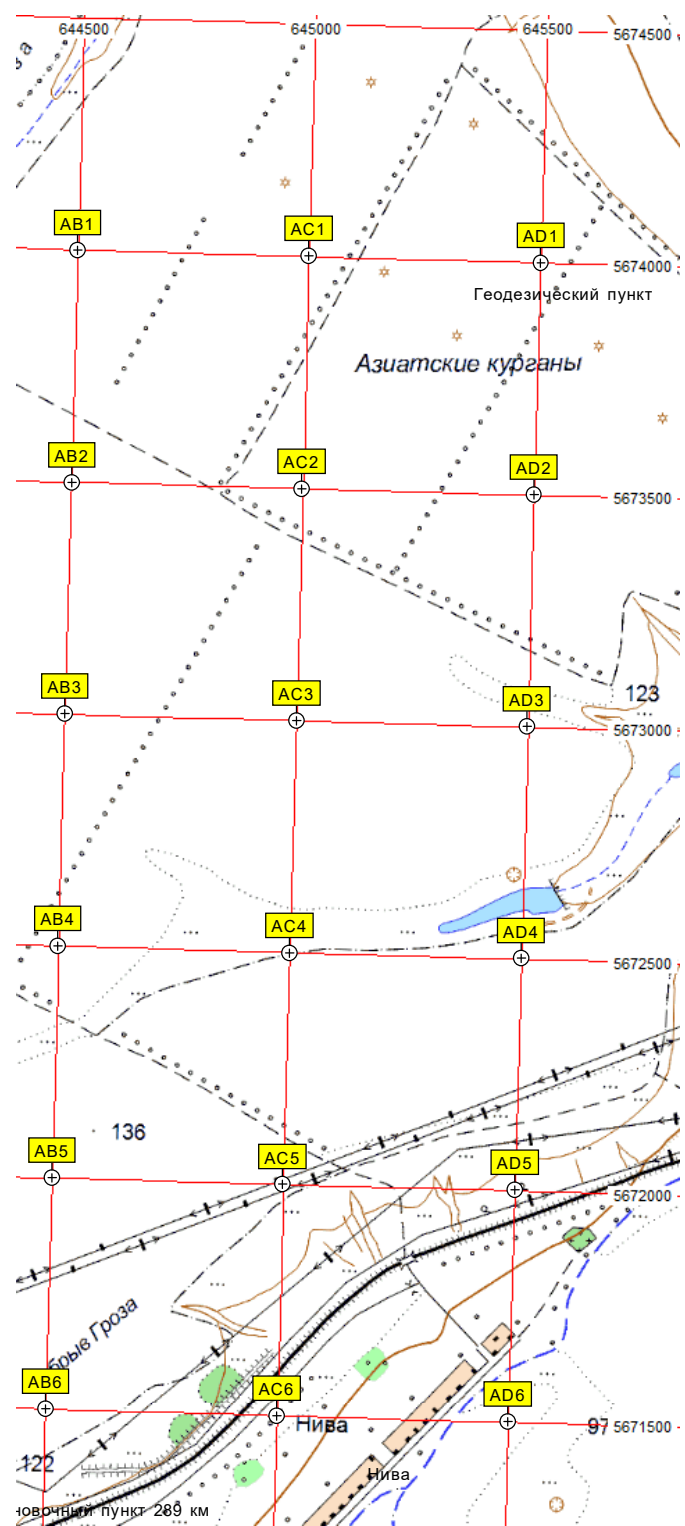 644500 645000 645500
5674500
AB1 AC1 AD1
5674000
Геодезический пункт
Азиатские курганы
AB2 AC2 AD2
5673500
AB3 AC3 AD3
123
5673000
AB4 AC4 AD4
5672500
136
AB5 AC5 AD5
5672000
брыв Гроза
AB6 AC6 AD6
Нива 97 5671500
122
Нива
новочный пункт 289 км